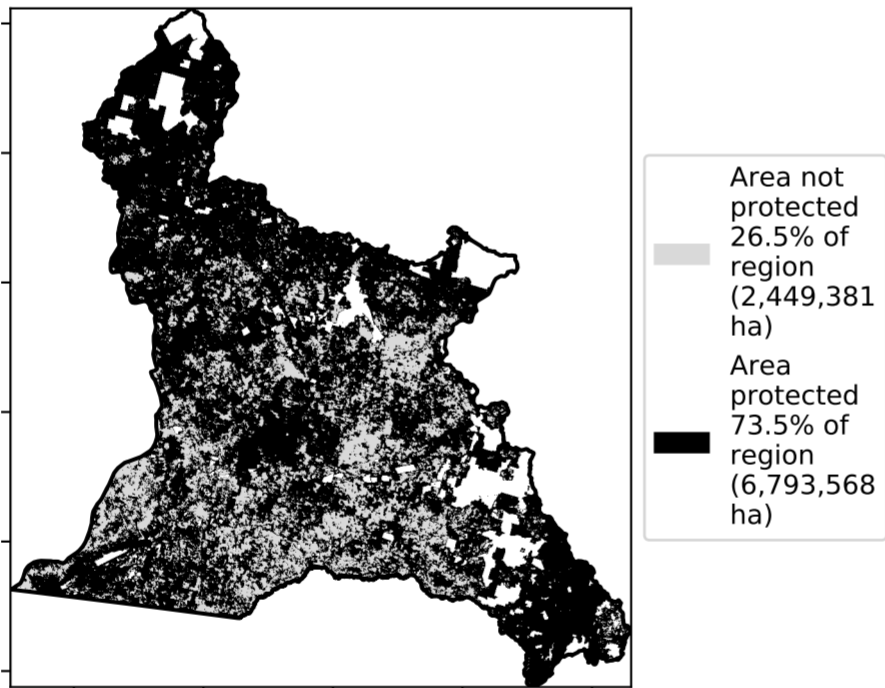 Area not
protected
26.5% of
region
(2,449,381
ha)
Area
protected
73.5% of
region
(6,793,568
ha)